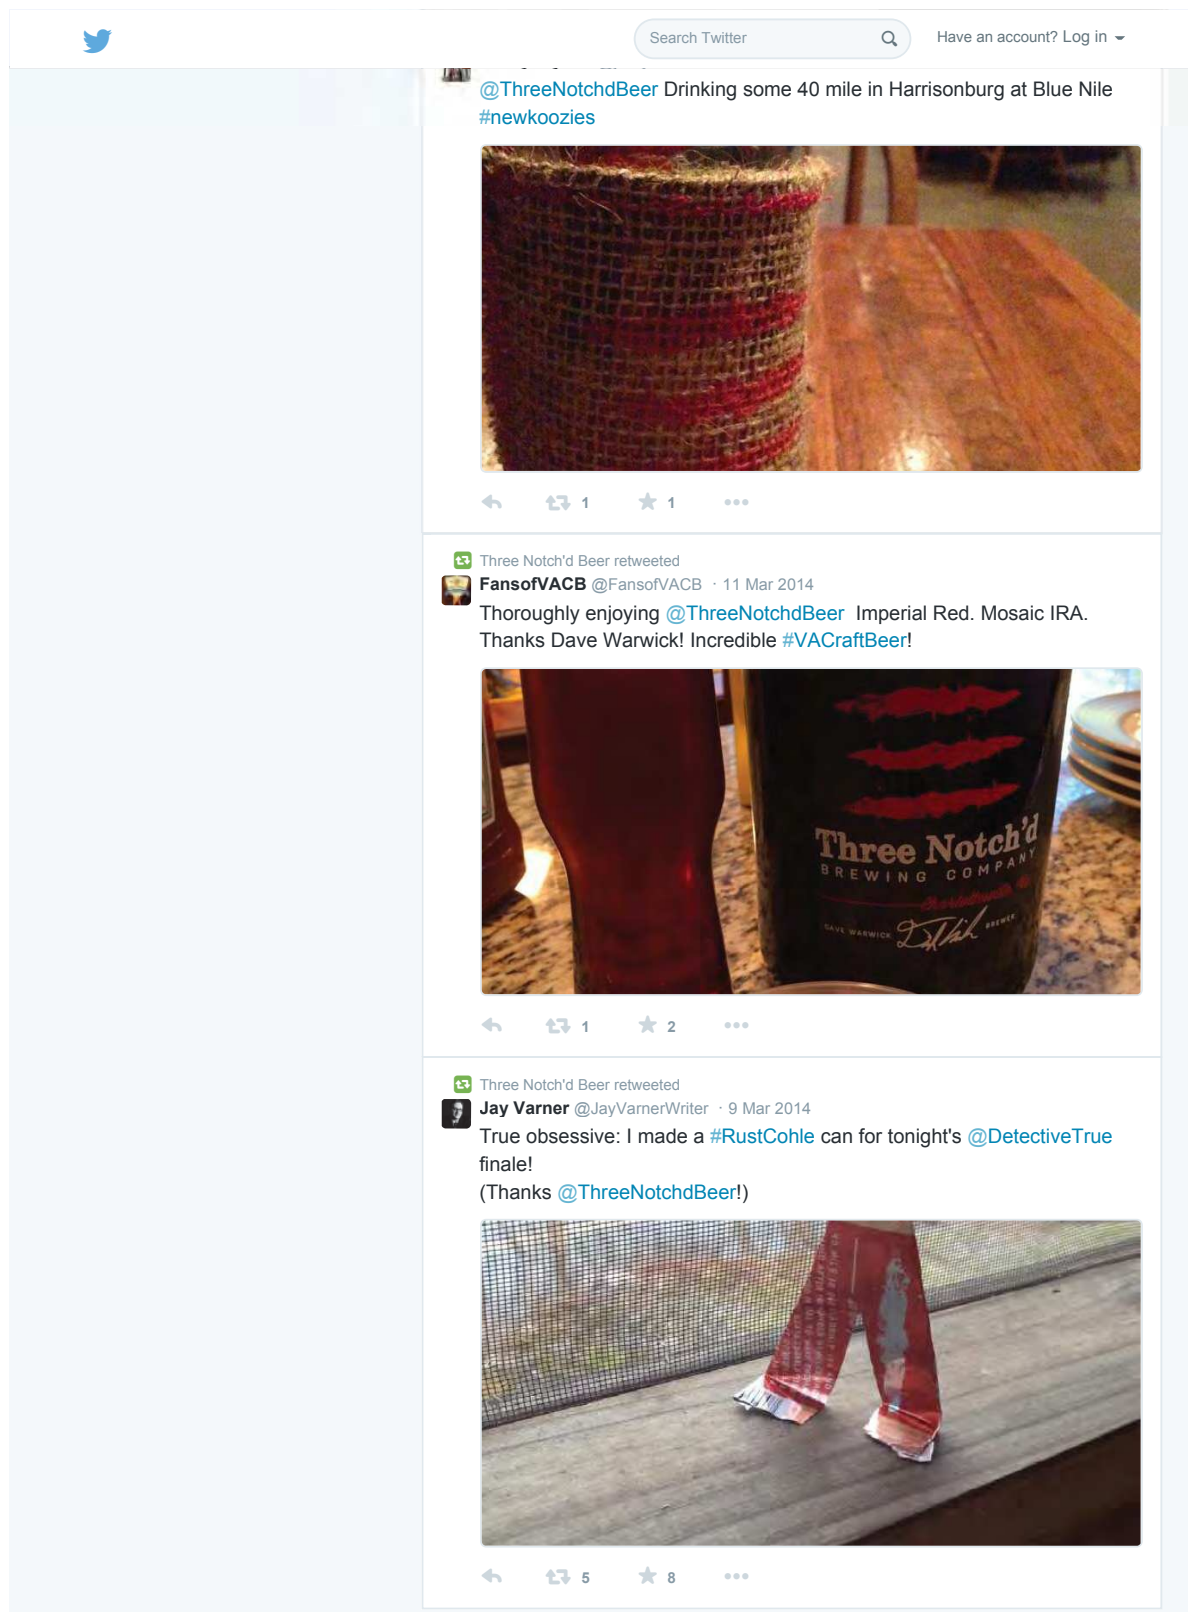 Search Twitter
Have an account? Log in
@ThreeNotchdBeer Drinking some 40 mile in Harrisonburg at Blue Nile
#newkoozies
1 1
Three Notch'd Beer retweeted
FansofVACB @FansofVACB · 11 Mar 2014
Thoroughly enjoying @ThreeNotchdBeer Imperial Red. Mosaic IRA.
Thanks Dave Warwick! Incredible #VACraftBeer!
Three Notch'd
BREWING COMPANY
DAVE WARWICK BREWER
1 2
Three Notch'd Beer retweeted
Jay Varner @JayVarnerWriter · 9 Mar 2014
True obsessive: I made a #RustCohle can for tonight's @DetectiveTrue
finale!
(Thanks @ThreeNotchdBeer!)
5 8